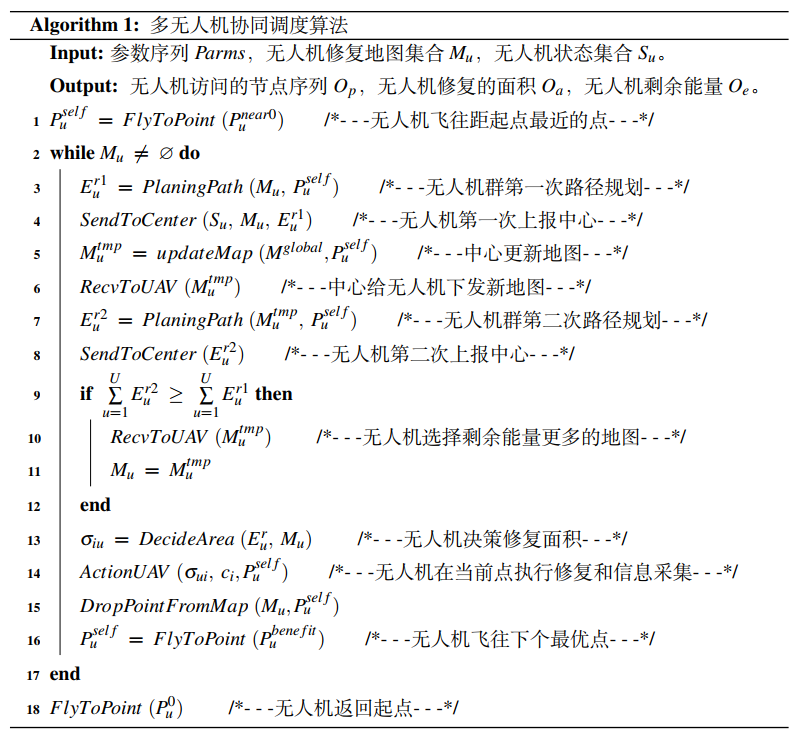 Algorithm 1: 多无人机协同调度算法
Input: 参数序列 Parms，无人机修复地图集合 M_u，无人机状态集合 S_u。
Output: 无人机访问的节点序列 O_p，无人机修复的面积 O_a，无人机剩余能量 O_e。
1 P_u^{self} = FlyToPoint (P_u^{near0}) /*- - -无人机飞往距起点最近的点- - -*/
2 while M_u ≠ ∅ do
3 E_u^{r1} = PlaningPath (M_u, P_u^{self}) /*- - -无人机群第一次路径规划- - -*/
4 SendToCenter (S_u, M_u, E_u^{r1}) /*- - -无人机第一次上报中心- - -*/
5 M_u^{tmp} = updateMap (M^{global},P_u^{self}) /*- - -中心更新地图- - -*/
6 RecvToUAV (M_u^{tmp}) /*- - -中心给无人机下发新地图- - -*/
7 E_u^{r2} = PlaningPath (M_u^{tmp}, P_u^{self}) /*- - -无人机群第二次路径规划- - -*/
8 SendToCenter (E_u^{r2}) /*- - -无人机第二次上报中心- - -*/
9 if \sum_{u=1}^{U} E_u^{r2} ≥ \sum_{u=1}^{U} E_u^{r1} then
10 RecvToUAV (M_u^{tmp}) /*- - -无人机选择剩余能量更多的地图- - -*/
11 M_u = M_u^{tmp}
12 end
13 σ_{iu} = DecideArea (E_u^r, M_u) /*- - -无人机决策修复面积- - -*/
14 ActionUAV (σ_{ui}, c_i,P_u^{self}) /*- - -无人机在当前点执行修复和信息采集- - -*/
15 DropPointFromMap (M_u,P_u^{self})
16 P_u^{self} = FlyToPoint (P_u^{benefit}) /*- - -无人机飞往下个最优点- - -*/
17 end
18 FlyToPoint (P_u^0) /*- - -无人机返回起点- - -*/